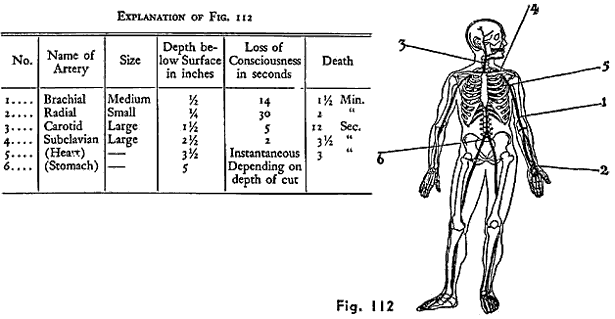 EXPLANATION OF FIG. 112
No. Name of Artery Size Depth below Surface in inches Loss of Consciousness in seconds Death
1.... Brachial Medium ½ 14 1½ Min.
2.... Radial Small ¼ 30 2 "
3.... Carotid Large 1½ 5 12 Sec.
4.... Subclavian Large 2½ 2 3½ "
5.... (Heart) — 3½ Instantaneous 3 "
6.... (Stomach) — 5 Depending on depth of cut
4
3
5
1
6
2
Fig. 112